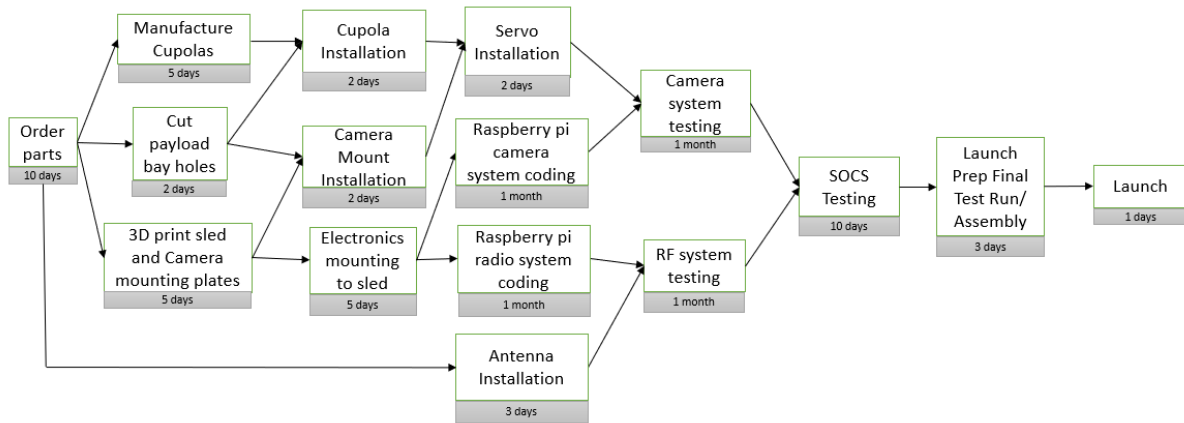 Manufacture
Cupolas
5 days
Cupola
Installation
2 days
Servo
Installation
2 days
Camera
system
testing
1 month
Order
parts
10 days
Cut
payload
bay holes
2 days
Camera
Mount
Installation
2 days
Raspberry pi
camera
system coding
1 month
SOCS
Testing
10 days
Launch
Prep Final
Test Run/
Assembly
3 days
Launch
1 days
3D print sled
and Camera
mounting plates
5 days
Electronics
mounting
to sled
5 days
Raspberry pi
radio system
coding
1 month
RF system
testing
1 month
Antenna
Installation
3 days